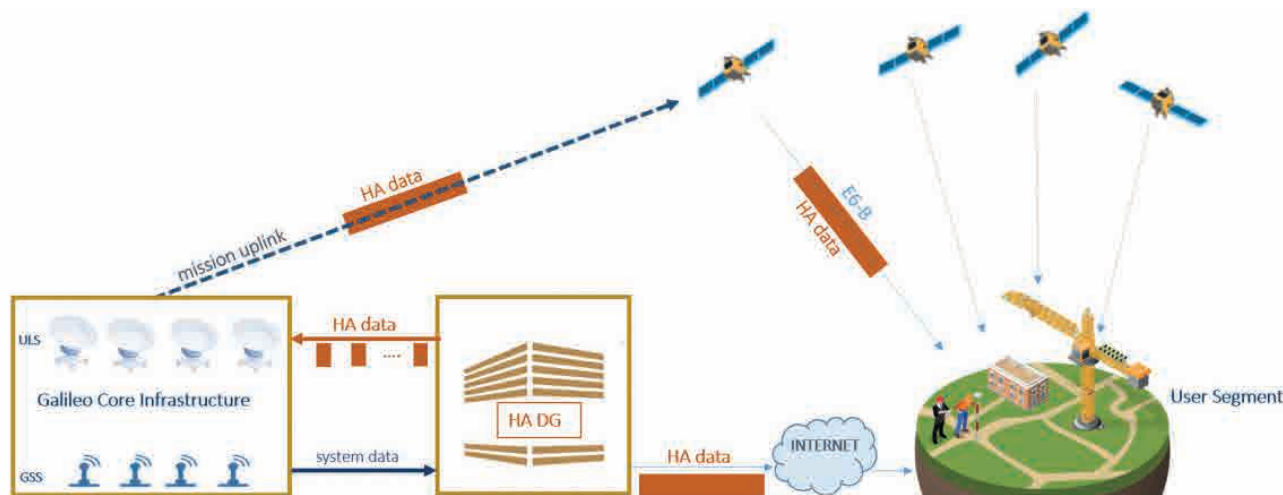 HA data
mission uplink
E6-B
HA data
ULS
HA data
....
Galileo Core Infrastructure
HA DG
User Segment
GSS
system data
HA data
INTERNET